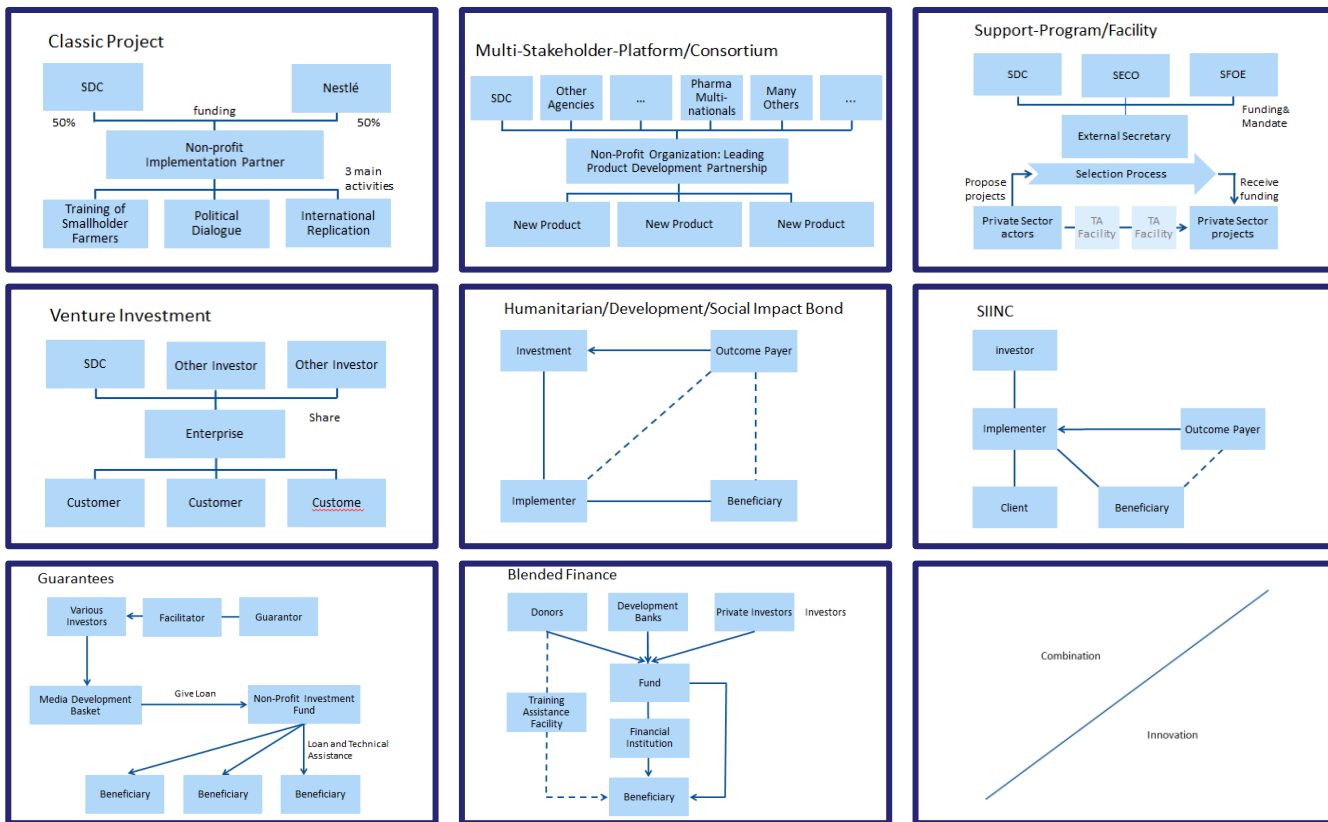 Classic Project
SDC
Nestlé
funding
50%
50%
Non-profit
Implementation Partner
3 main
activities
Training of
Smallholder
Farmers
Political
Dialogue
International
Replication
Multi-Stakeholder-Platform/Consortium
SDC
Other
Agencies
...
Pharma
Multi-
nationals
Many
Others
...
Non-Profit Organization: Leading
Product Development Partnership
New Product
New Product
New Product
Support-Program/Facility
SDC
SECO
SFOE
Funding&
Mandate
External Secretary
Propose
projects
Selection Process
Receive
funding
Private Sector
actors
TA
Facility
TA
Facility
Private Sector
projects
Venture Investment
SDC
Other Investor
Other Investor
Share
Enterprise
Customer
Customer
Custome
Humanitarian/Development/Social Impact Bond
Investment
Outcome Payer
Implementer
Beneficiary
SIINC
investor
Implementer
Outcome Payer
Client
Beneficiary
Guarantees
Various
Investors
Facilitator
Guarantor
Media Development
Basket
Give Loan
Non-Profit Investment
Fund
Loan and Technical
Assistance
Beneficiary
Beneficiary
Beneficiary
Blended Finance
Donors
Development
Banks
Private Investors
Investors
Fund
Training
Assistance
Facility
Financial
Institution
Beneficiary
Combination
Innovation